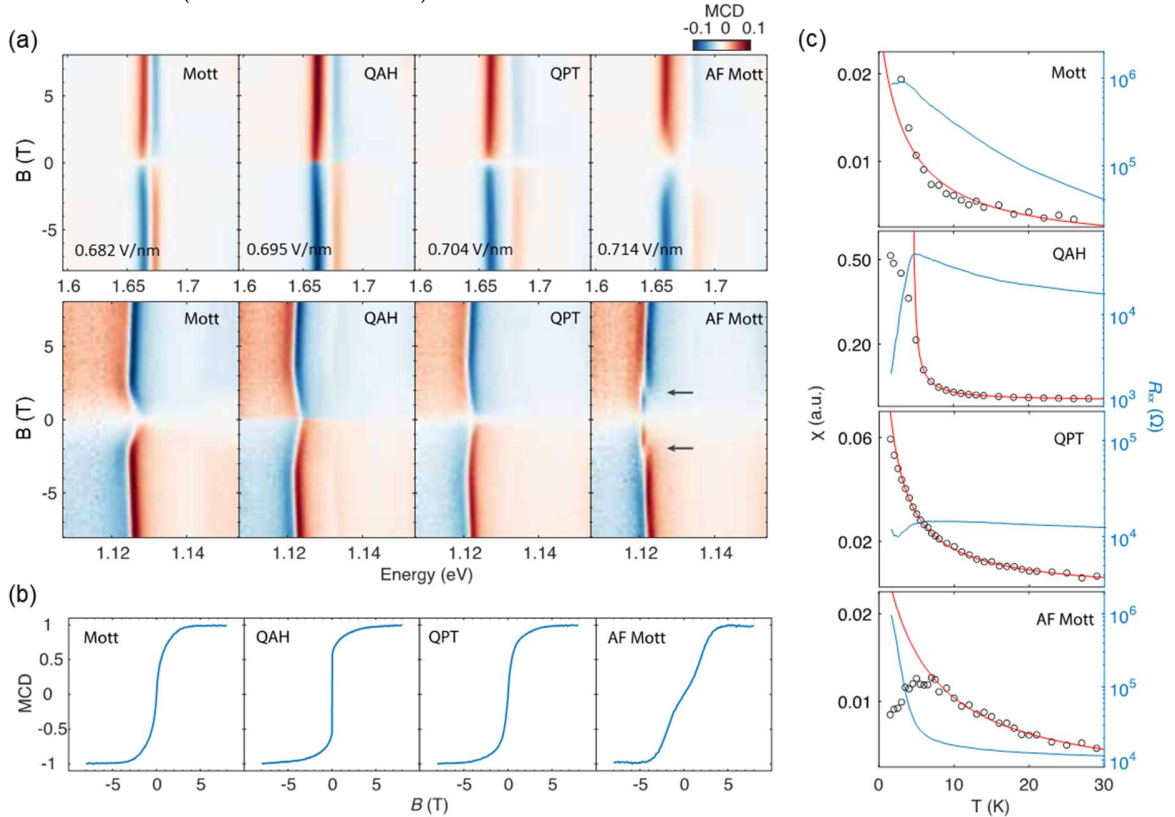 (a)
MCD
-0.1 0 0.1
Mott
QAH
QPT
AF Mott
B (T)
5
0
-5
0.682 V/nm
0.695 V/nm
0.704 V/nm
0.714 V/nm
1.6 1.65 1.7
1.6 1.65 1.7
1.6 1.65 1.7
1.6 1.65 1.7
Mott
QAH
QPT
AF Mott
B (T)
5
0
-5
1.12 1.14
1.12 1.14
1.12 1.14
1.12 1.14
Energy (eV)
(b)
Mott
QAH
QPT
AF Mott
MCD
1
0.5
0
-0.5
-1
-5 0 5
-5 0 5
-5 0 5
-5 0 5
B (T)
(c)
Mott
0.02
0.01
10⁶
10⁵
QAH
0.50
0.20
10⁴
10³
χ (a.u.)
Rxx (Ω)
QPT
0.06
0.02
10⁵
10⁴
AF Mott
0.02
0.01
10⁶
10⁵
10⁴
0 10 20 30
T (K)